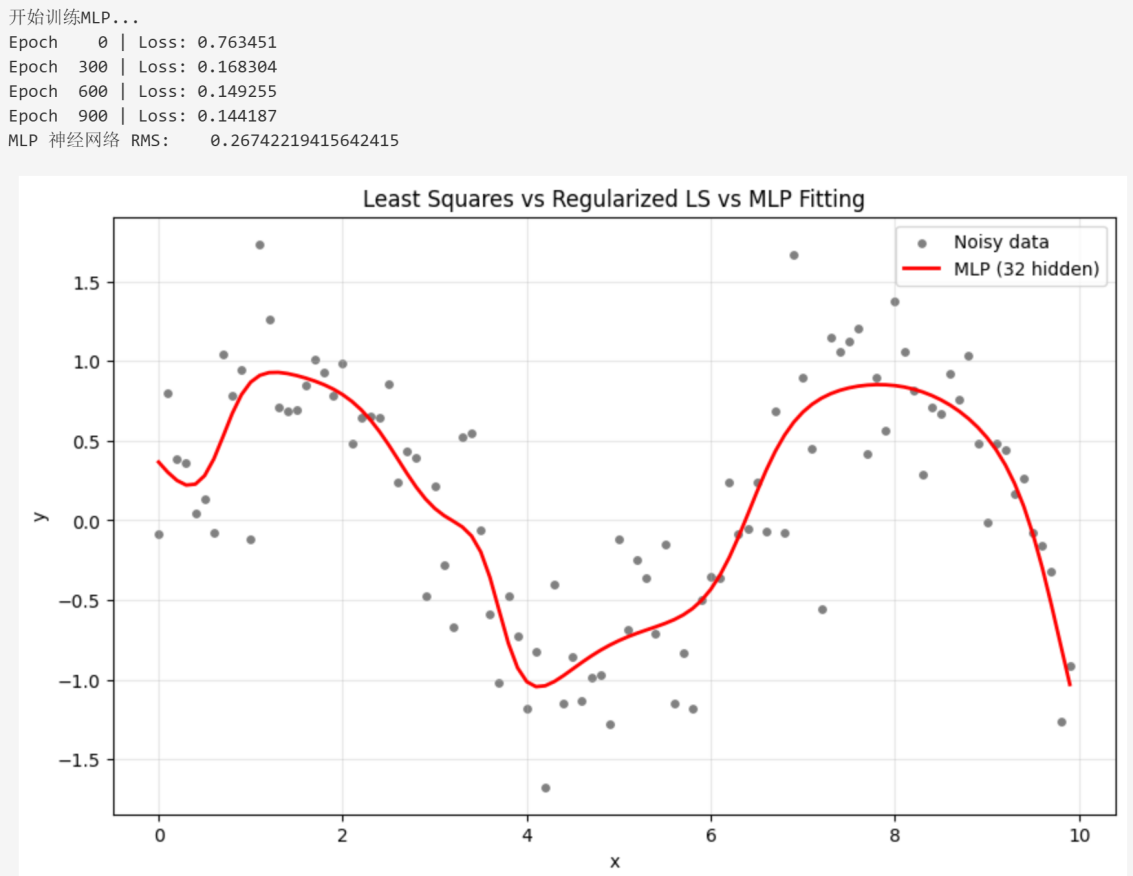 开始训练MLP...
Epoch    0 | Loss: 0.763451
Epoch  300 | Loss: 0.168304
Epoch  600 | Loss: 0.149255
Epoch  900 | Loss: 0.144187
MLP 神经网络 RMS:    0.26742219415642415
Least Squares vs Regularized LS vs MLP Fitting
Noisy data
MLP (32 hidden)
1.5
1.0
0.5
0.0
−0.5
−1.0
−1.5
y
0 2 4 6 8 10
x